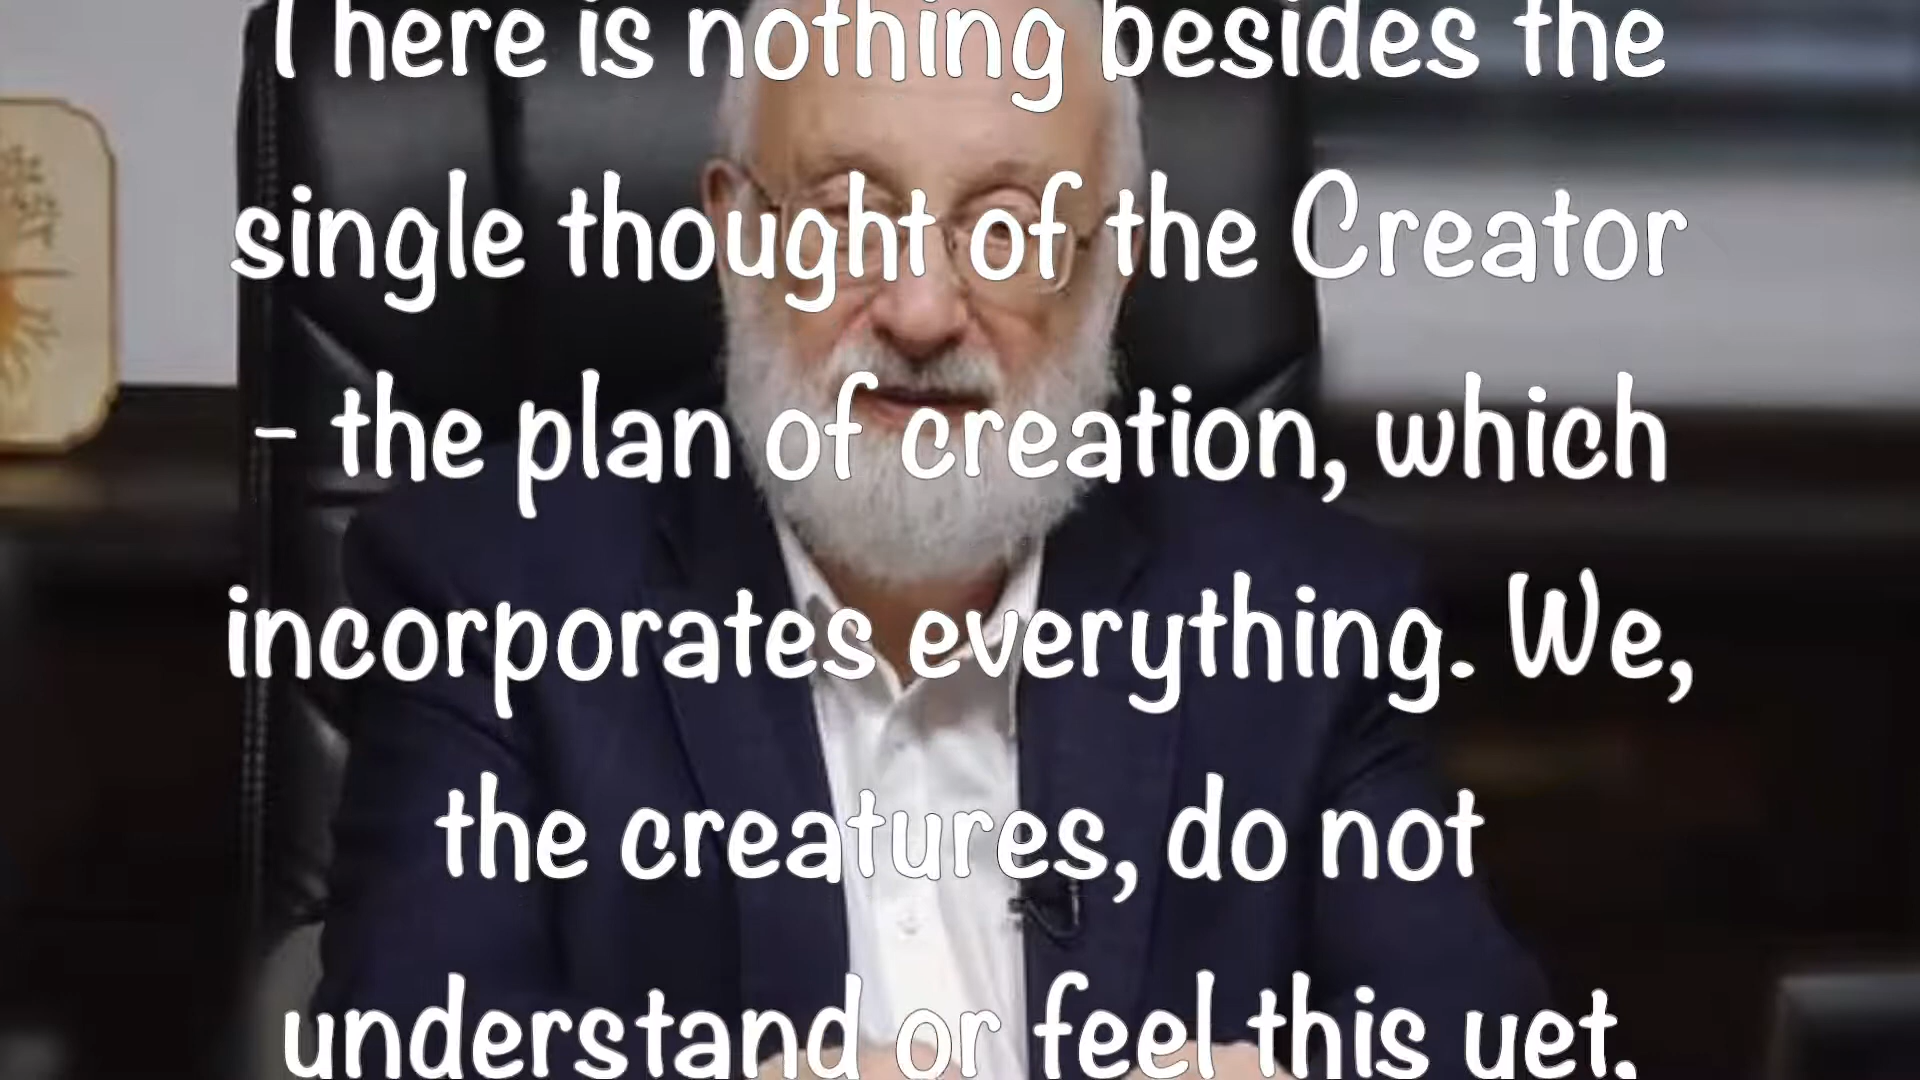 There is nothing besides the
single thought of the Creator
- the plan of creation, which
incorporates everything. We,
the creatures, do not
understand or feel this yet.